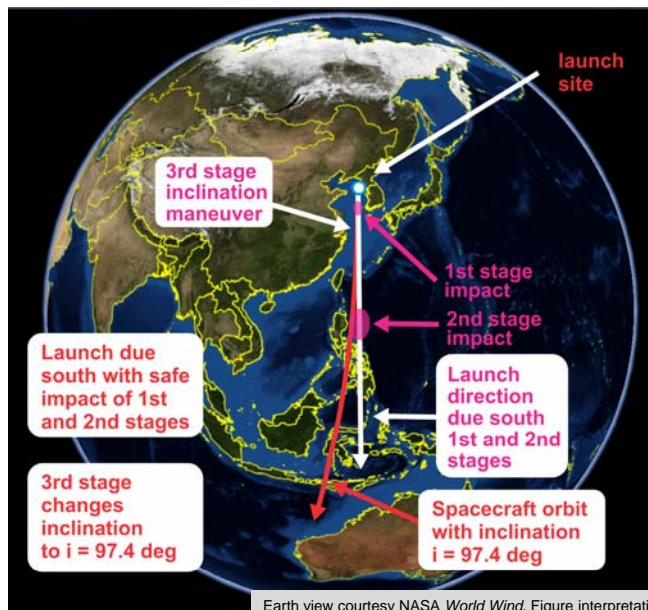 launch
site
3rd stage
inclination
maneuver
1st stage
impact
2nd stage
impact
Launch due
south with safe
impact of 1st
and 2nd stages
Launch
direction
due south
1st and 2nd
stages
3rd stage
changes
inclination
to i = 97.4 deg
Spacecraft orbit
with inclination
i = 97.4 deg
Earth view courtesy NASA World Wind. Figure